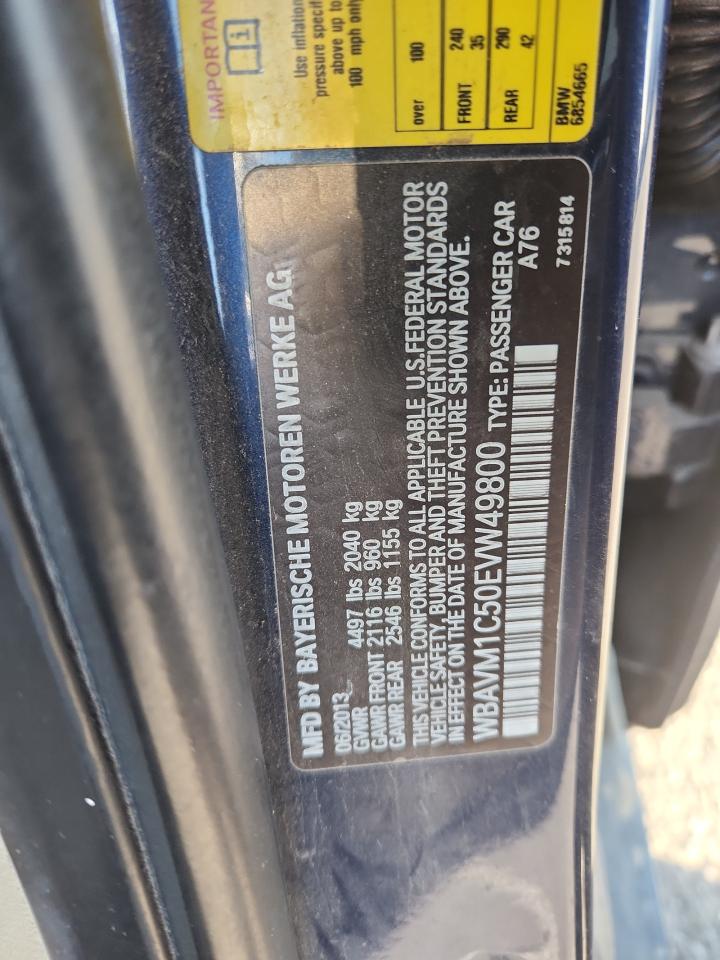 IMPORTAN
Use inflation
pressure specif
above up to
100 mph only
over 100
FRONT 240 35
REAR 290 42
BMW
6854665
MFD BY BAYERISCHE MOTOREN WERKE AG
06/2013
GVWR 4497 lbs 2040 kg
GAWR FRONT 2116 lbs 960 kg
GAWR REAR 2546 lbs 1155 kg
THIS VEHICLE CONFORMS TO ALL APPLICABLE U.S.FEDERAL MOTOR
VEHICLE SAFETY, BUMPER AND THEFT PREVENTION STANDARDS
IN EFFECT ON THE DATE OF MANUFACTURE SHOWN ABOVE.
WBAVM1C50EVW49800 TYPE: PASSENGER CAR
A76
7315814